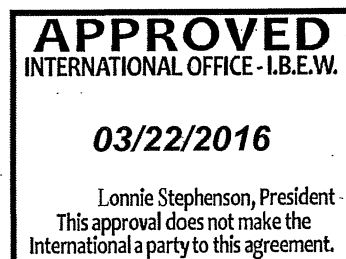 APPROVED
INTERNATIONAL OFFICE - I.B.E.W.
03/22/2016
Lonnie Stephenson, President
This approval does not make the
International a party to this agreement.